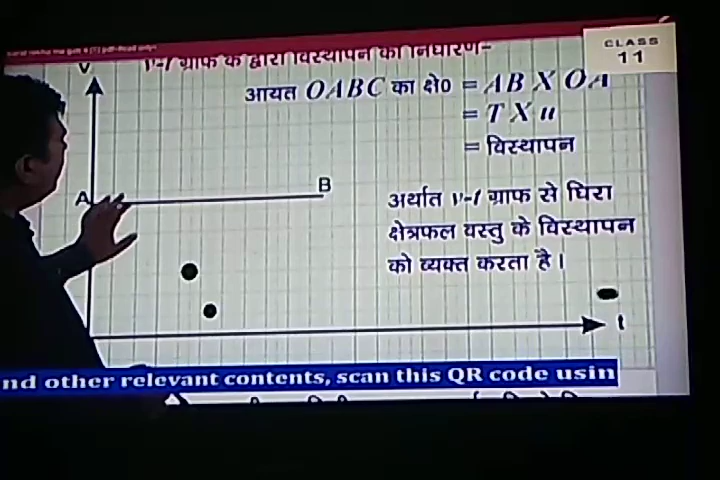 CLASS
11
v-t ग्राफ के द्वारा विस्थापन का निर्धारण-
V
आयत OABC का क्षे0 = AB X OA
= T X u
= विस्थापन
A
B
अर्थात v-t ग्राफ से घिरा
क्षेत्रफल वस्तु के विस्थापन
को व्यक्त करता है।
t
nd other relevant contents, scan this QR code usin